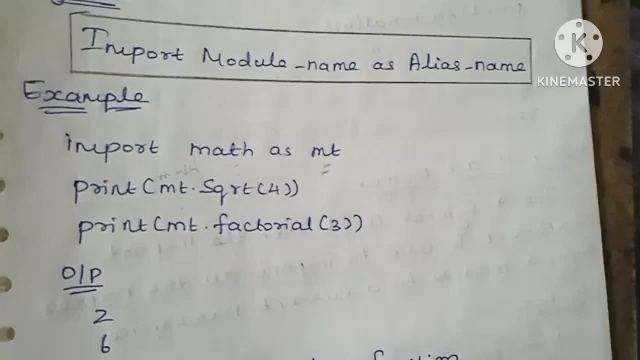 Import Module-name as Alias-name
KINEMASTER
Example
import math as mt
math
print(mt.sqrt(4))
print(mt.factorial(3))
O/P
2
6